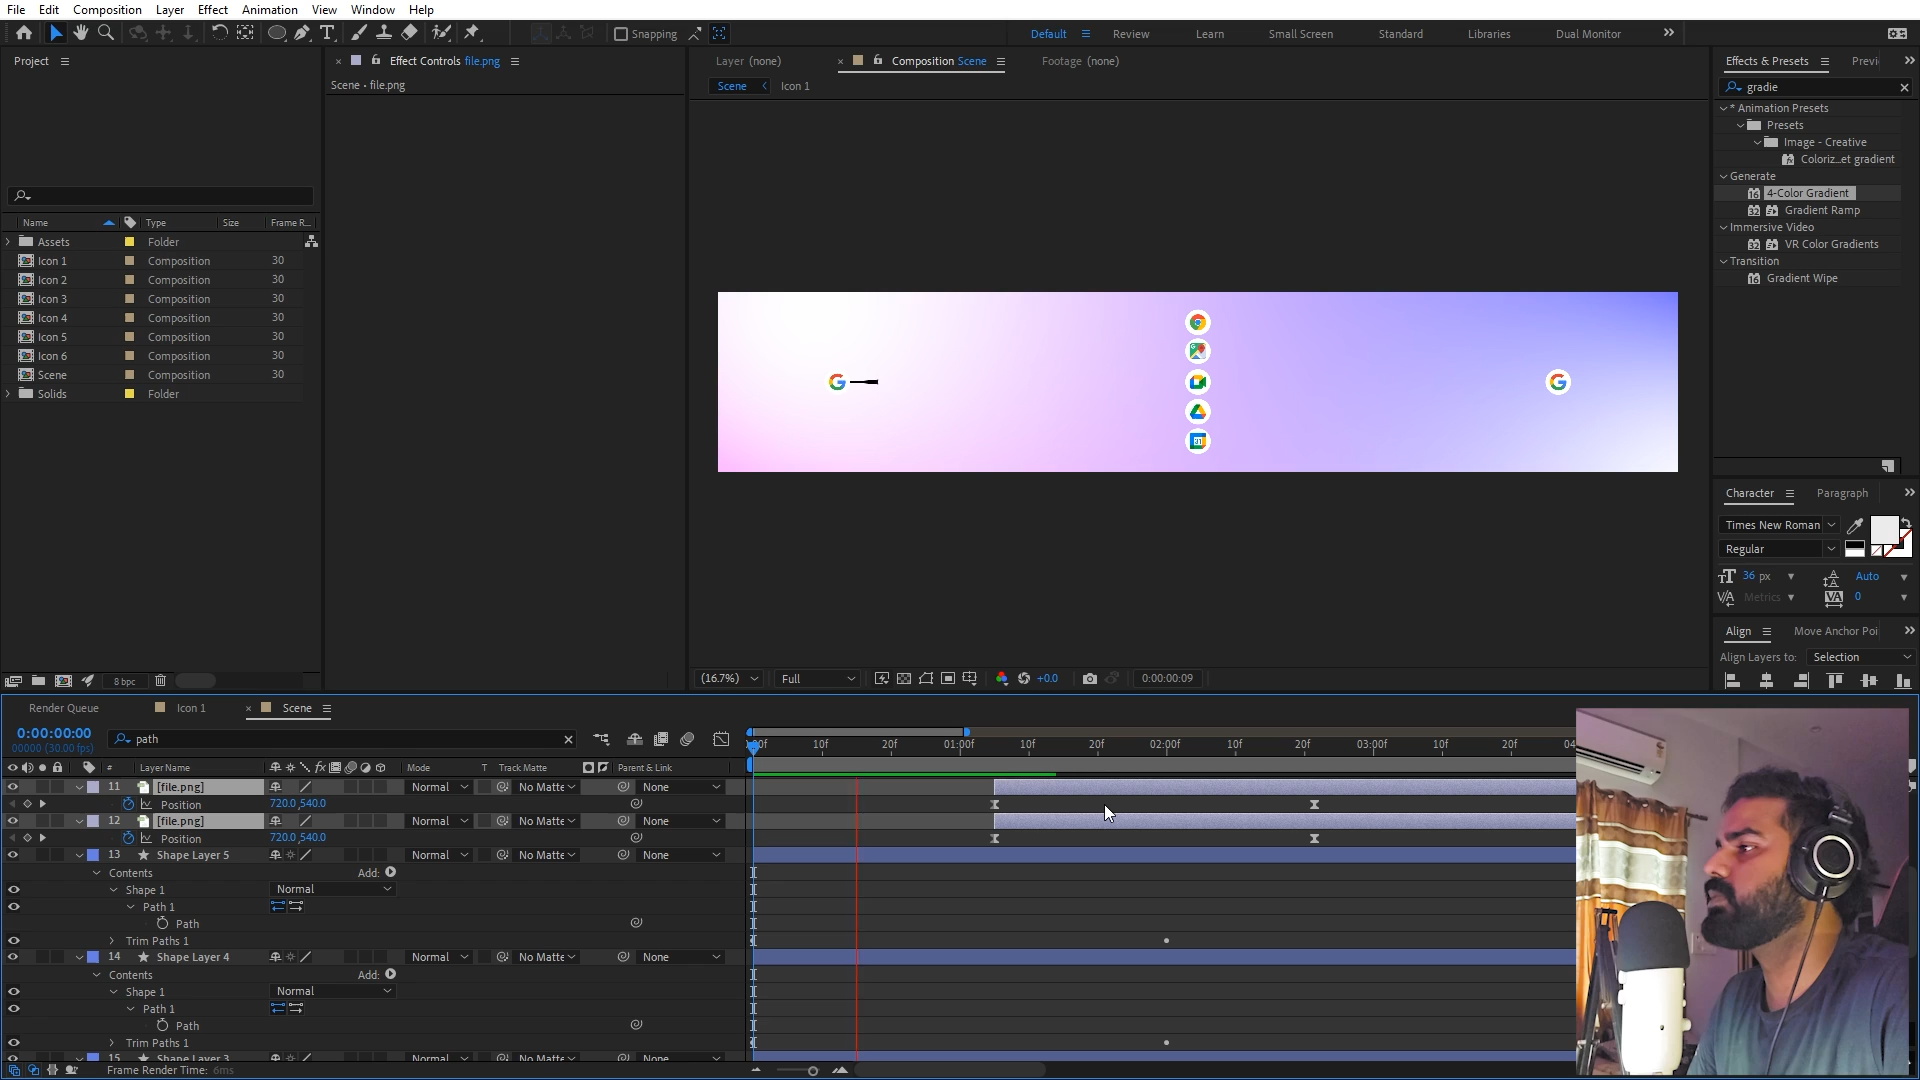 File Edit Composition Layer Effect Animation View Window Help
Snapping
Default Review Learn Small Screen Standard Libraries Dual Monitor
Project
Effect Controls file.png
Layer (none)
Composition Scene
Footage (none)
Effects & Presets
Previ
Scene • file.png
Scene
Icon 1
gradie
* Animation Presets
Presets
Image - Creative
Coloriz...et gradient
Generate
4-Color Gradient
Gradient Ramp
Immersive Video
VR Color Gradients
Transition
Gradient Wipe
Name Type Size Frame R...
Assets Folder
Icon 1 Composition 30
Icon 2 Composition 30
Icon 3 Composition 30
Icon 4 Composition 30
Icon 5 Composition 30
Icon 6 Composition 30
Scene Composition 30
Solids Folder
31
Character Paragraph
Times New Roman
Regular
36 px Auto
Metrics 0
Align Move Anchor Poi
Align Layers to: Selection
8 bpc
(16.7%) Full +0.0 0:00:00:09
Render Queue Icon 1 Scene
0:00:00:00
00000 (30.00 fps)
path
10f 20f 01:00f 10f 20f 02:00f 10f 20f 03:00f 10f 20f 04
# Layer Name Mode T Track Matte Parent & Link
11 [file.png] Normal No Matte None
Position 720.0,540.0
12 [file.png] Normal No Matte None
Position 720.0,540.0
13 Shape Layer 5 Normal No Matte None
Contents Add:
Shape 1 Normal
Path 1
Path
Trim Paths 1
14 Shape Layer 4 Normal No Matte None
Contents Add:
Shape 1 Normal
Path 1
Path
Trim Paths 1
15 Shape Layer 3 Normal No Matte None
Frame Render Time: 6ms